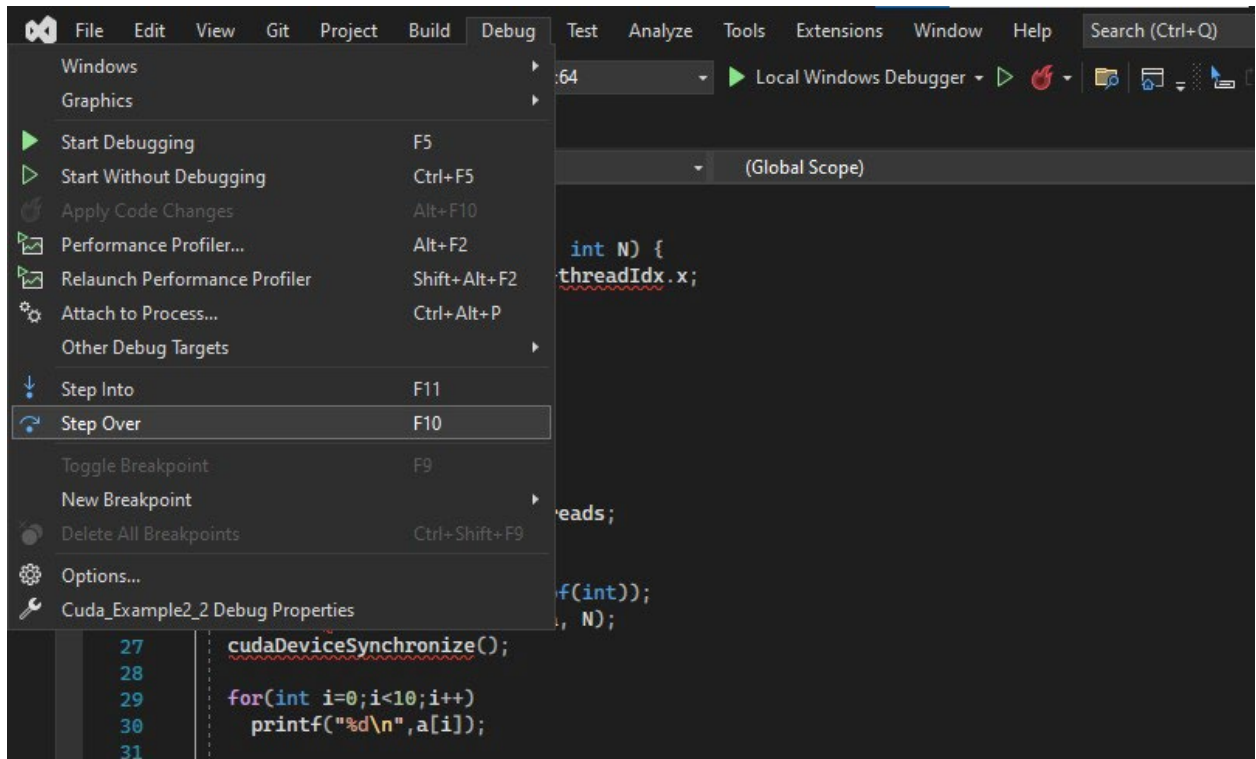 File Edit View Git Project Build Debug Test Analyze Tools Extensions Window Help Search (Ctrl+Q)
:64 Local Windows Debugger
(Global Scope)
Windows
Graphics
Start Debugging F5
Start Without Debugging Ctrl+F5
Apply Code Changes Alt+F10
Performance Profiler... Alt+F2
Relaunch Performance Profiler Shift+Alt+F2
Attach to Process... Ctrl+Alt+P
Other Debug Targets
Step Into F11
Step Over F10
Toggle Breakpoint F9
New Breakpoint
Delete All Breakpoints Ctrl+Shift+F9
Options...
Cuda_Example2_2 Debug Properties
int N) {
threadIdx.x;
eads;
f(int));
, N);
27 cudaDeviceSynchronize();
28
29 for(int i=0;i<10;i++)
30 printf("%d\n",a[i]);
31